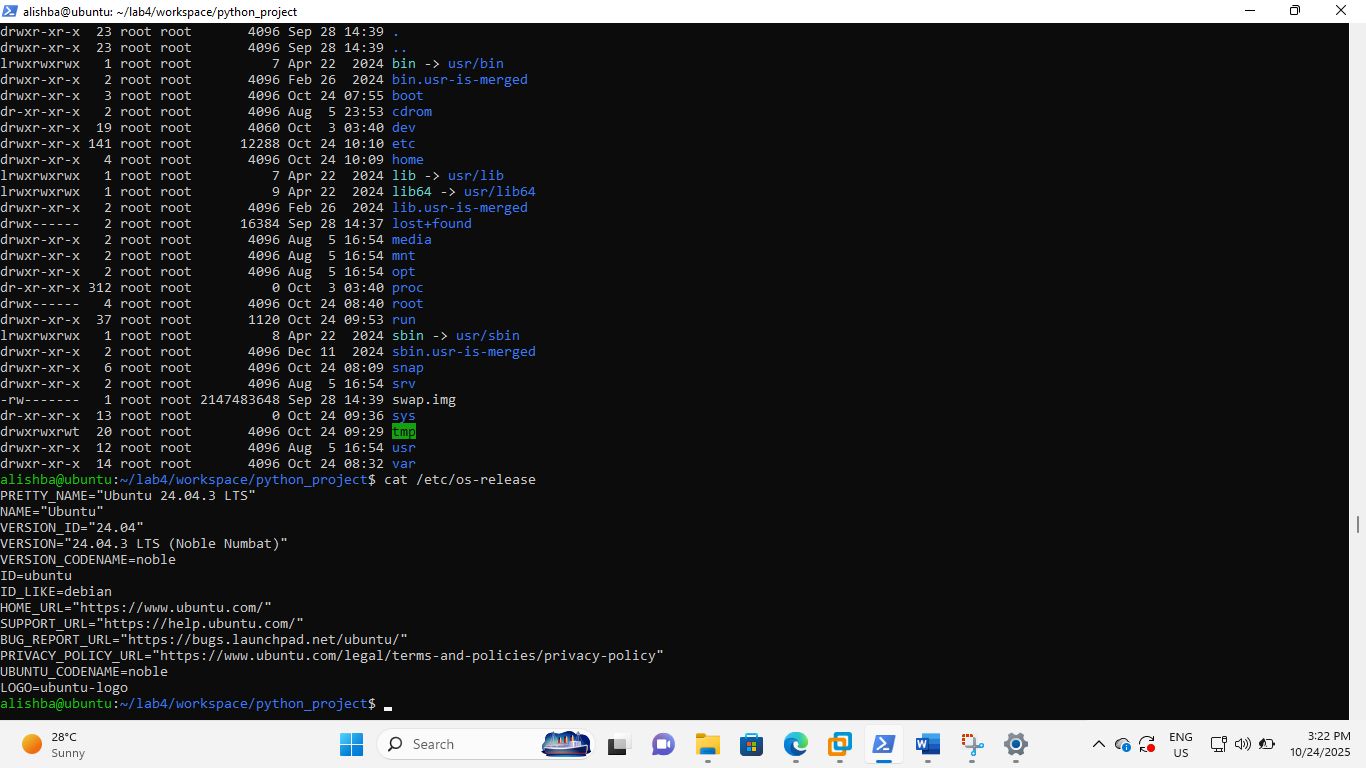 alishba@ubuntu: ~/lab4/workspace/python_project
drwxr-xr-x  23 root root       4096 Sep 28 14:39 .
drwxr-xr-x  23 root root       4096 Sep 28 14:39 ..
lrwxrwxrwx   1 root root          7 Apr 22  2024 bin -> usr/bin
drwxr-xr-x   2 root root       4096 Feb 26  2024 bin.usr-is-merged
drwxr-xr-x   3 root root       4096 Oct 24 07:55 boot
dr-xr-xr-x   2 root root       4096 Aug  5 23:53 cdrom
drwxr-xr-x  19 root root       4060 Oct  3 03:40 dev
drwxr-xr-x 141 root root      12288 Oct 24 10:10 etc
drwxr-xr-x   4 root root       4096 Oct 24 10:09 home
lrwxrwxrwx   1 root root          7 Apr 22  2024 lib -> usr/lib
lrwxrwxrwx   1 root root          9 Apr 22  2024 lib64 -> usr/lib64
drwxr-xr-x   2 root root       4096 Feb 26  2024 lib.usr-is-merged
drwx------   2 root root      16384 Sep 28 14:37 lost+found
drwxr-xr-x   2 root root       4096 Aug  5 16:54 media
drwxr-xr-x   2 root root       4096 Aug  5 16:54 mnt
drwxr-xr-x   2 root root       4096 Aug  5 16:54 opt
dr-xr-xr-x 312 root root          0 Oct  3 03:40 proc
drwx------   4 root root       4096 Oct 24 08:40 root
drwxr-xr-x  37 root root       1120 Oct 24 09:53 run
lrwxrwxrwx   1 root root          8 Apr 22  2024 sbin -> usr/sbin
drwxr-xr-x   2 root root       4096 Dec 11  2024 sbin.usr-is-merged
drwxr-xr-x   6 root root       4096 Oct 24 08:09 snap
drwxr-xr-x   2 root root       4096 Aug  5 16:54 srv
-rw-------   1 root root 2147483648 Sep 28 14:39 swap.img
dr-xr-xr-x  13 root root          0 Oct 24 09:36 sys
drwxrwxrwt  20 root root       4096 Oct 24 09:29 tmp
drwxr-xr-x  12 root root       4096 Aug  5 16:54 usr
drwxr-xr-x  14 root root       4096 Oct 24 08:32 var
alishba@ubuntu:~/lab4/workspace/python_project$ cat /etc/os-release
PRETTY_NAME="Ubuntu 24.04.3 LTS"
NAME="Ubuntu"
VERSION_ID="24.04"
VERSION="24.04.3 LTS (Noble Numbat)"
VERSION_CODENAME=noble
ID=ubuntu
ID_LIKE=debian
HOME_URL="https://www.ubuntu.com/"
SUPPORT_URL="https://help.ubuntu.com/"
BUG_REPORT_URL="https://bugs.launchpad.net/ubuntu/"
PRIVACY_POLICY_URL="https://www.ubuntu.com/legal/terms-and-policies/privacy-policy"
UBUNTU_CODENAME=noble
LOGO=ubuntu-logo
alishba@ubuntu:~/lab4/workspace/python_project$
28°C
Sunny
Search
ENG
US
3:22 PM
10/24/2025